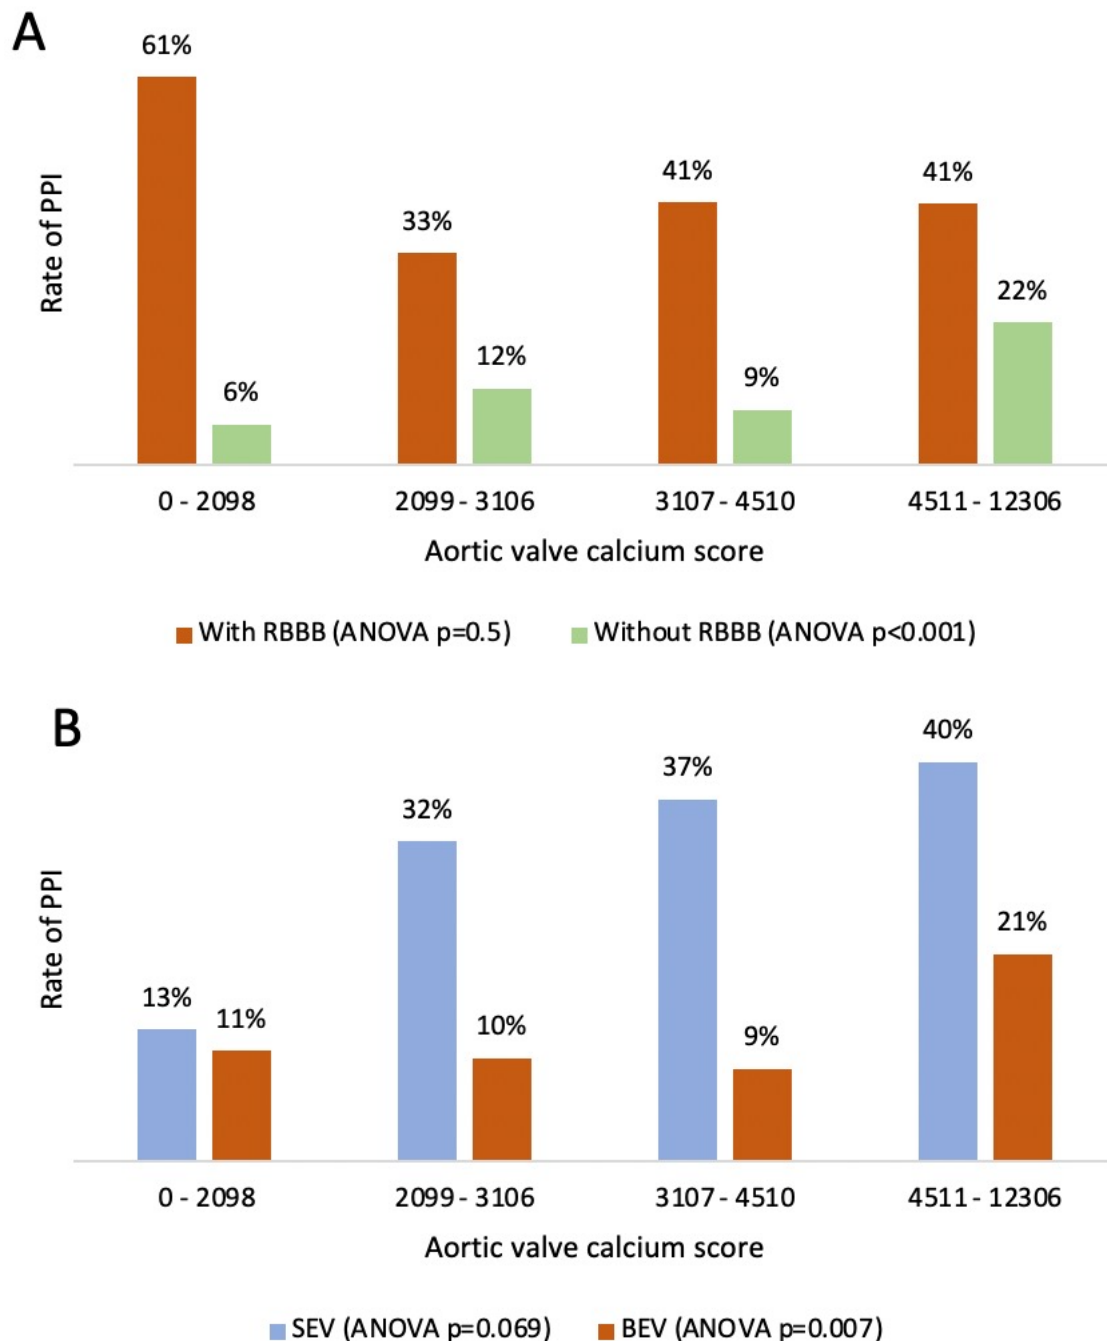 A
61%
33%
41%
41%
6%
12%
9%
22%
Rate of PPI
0 - 2098
2099 - 3106
3107 - 4510
4511 - 12306
Aortic valve calcium score
With RBBB (ANOVA p=0.5)
Without RBBB (ANOVA p<0.001)
B
13%
32%
37%
40%
11%
10%
9%
21%
Rate of PPI
0 - 2098
2099 - 3106
3107 - 4510
4511 - 12306
Aortic valve calcium score
SEV (ANOVA p=0.069)
BEV (ANOVA p=0.007)